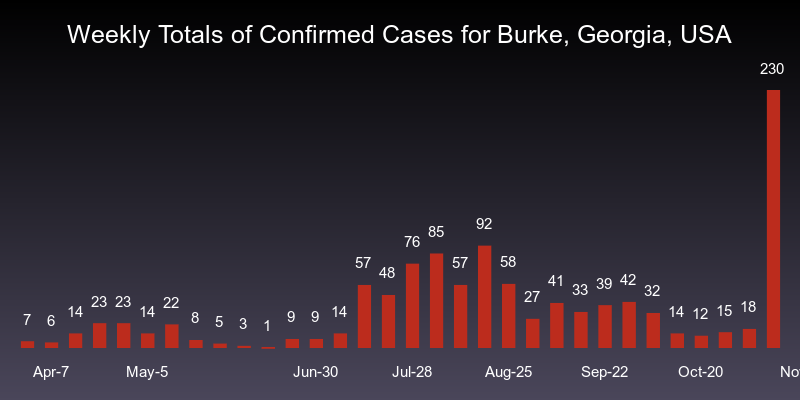 Weekly Totals of Confirmed Cases for Burke, Georgia, USA
230
92
85
76
57 48 57 58
41 39 42
27 33 32
23 23 22
14 14 14 14 12 15 18
7 6 8 5 3 1 9 9
Apr-7 May-5 Jun-30 Jul-28 Aug-25 Sep-22 Oct-20 Nov